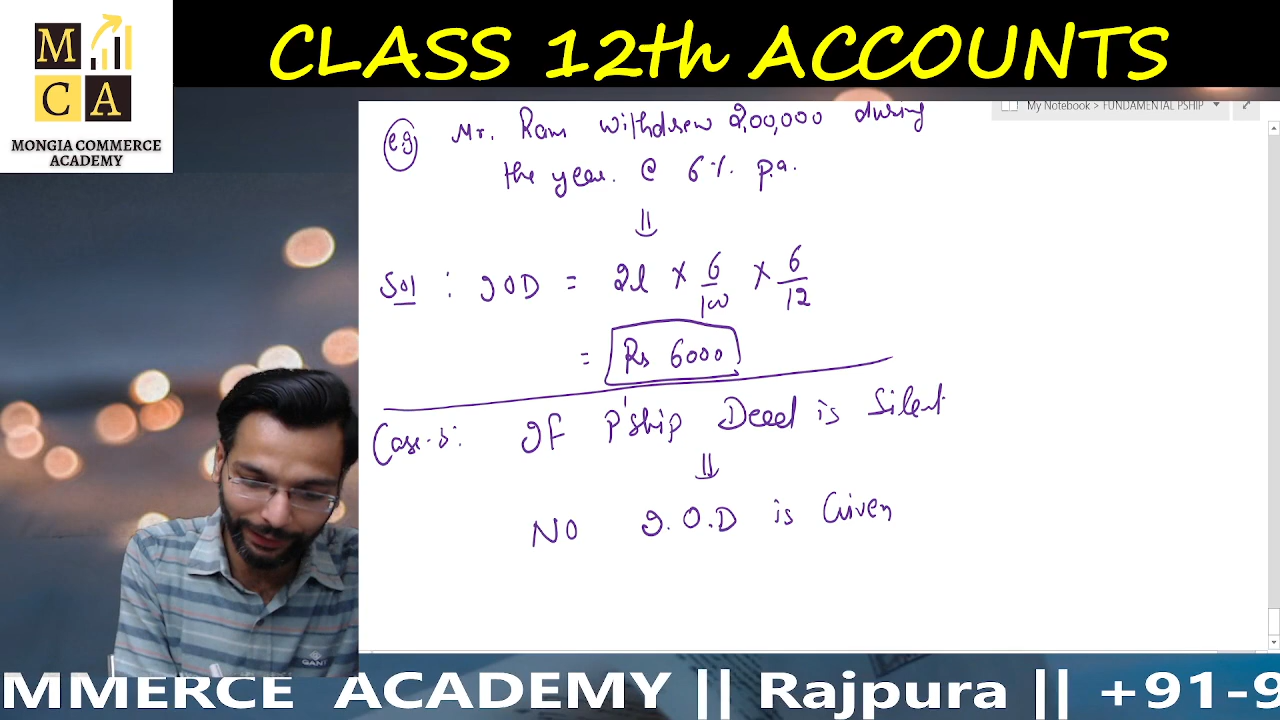 M
C A
MONGIA COMMERCE
ACADEMY
CLASS 12th ACCOUNTS
My Notebook > FUNDAMENTAL PSHIP
eg Mr. Ram withdrew 2,00,000 during
the year @ 6% p.a.
Sol : IOD = 2l × 6/100 × 6/12
= Rs 6000
Case-5: If P'ship Deed is Silent
NO I.O.D is Given
GANT
MMERCE ACADEMY || Rajpura || +91-9